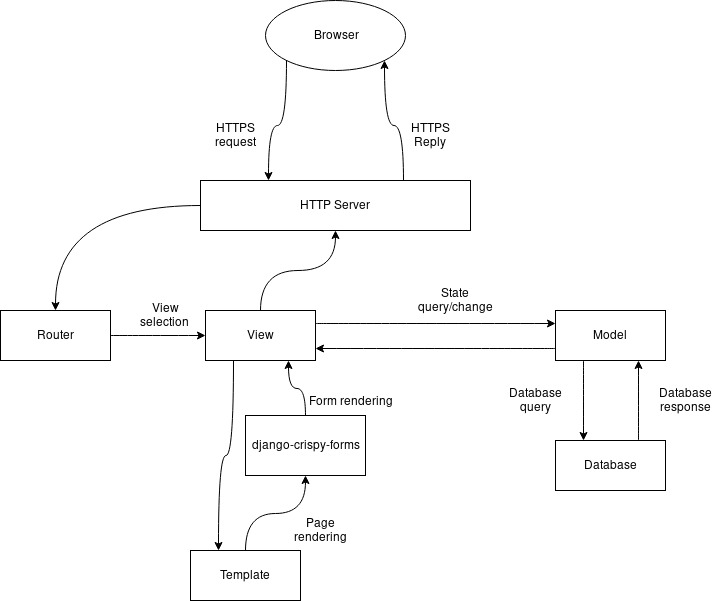 Browser
HTTPS
request
HTTPS
Reply
HTTP Server
View
selection
State
query/change
Router
View
Model
Form rendering
Database
query
Database
response
django-crispy-forms
Database
Page
rendering
Template